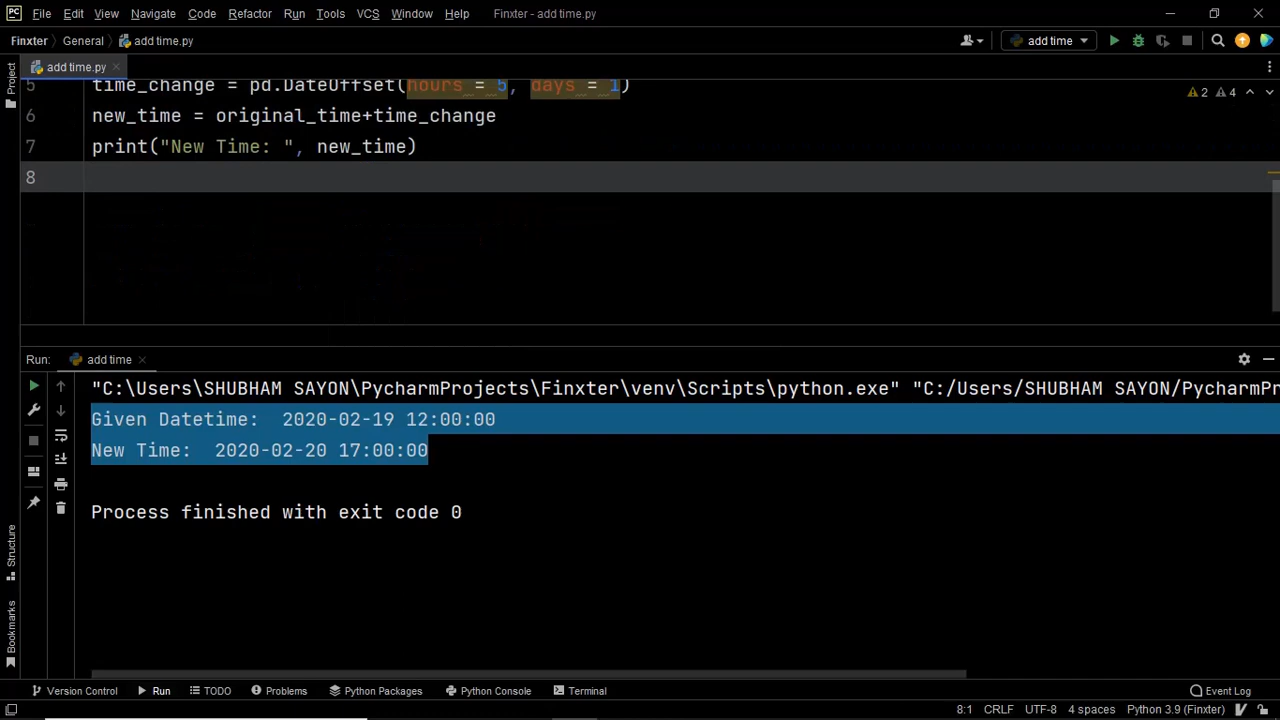 PC File Edit View Navigate Code Refactor Run Tools VCS Window Help Finxter - add time.py
Finxter General add time.py add time
add time.py
Project
5 time_change = pd.DateOffset(hours = 5, days = 1)
2 4
6 new_time = original_time+time_change
7 print("New Time: ", new_time)
8
Run: add time
"C:\Users\SHUBHAM SAYON\PycharmProjects\Finxter\venv\Scripts\python.exe" "C:/Users/SHUBHAM SAYON/PycharmPr
Given Datetime:  2020-02-19 12:00:00
New Time:  2020-02-20 17:00:00
Process finished with exit code 0
Structure
Bookmarks
Version Control Run TODO Problems Python Packages Python Console Terminal Event Log
8:1 CRLF UTF-8 4 spaces Python 3.9 (Finxter)